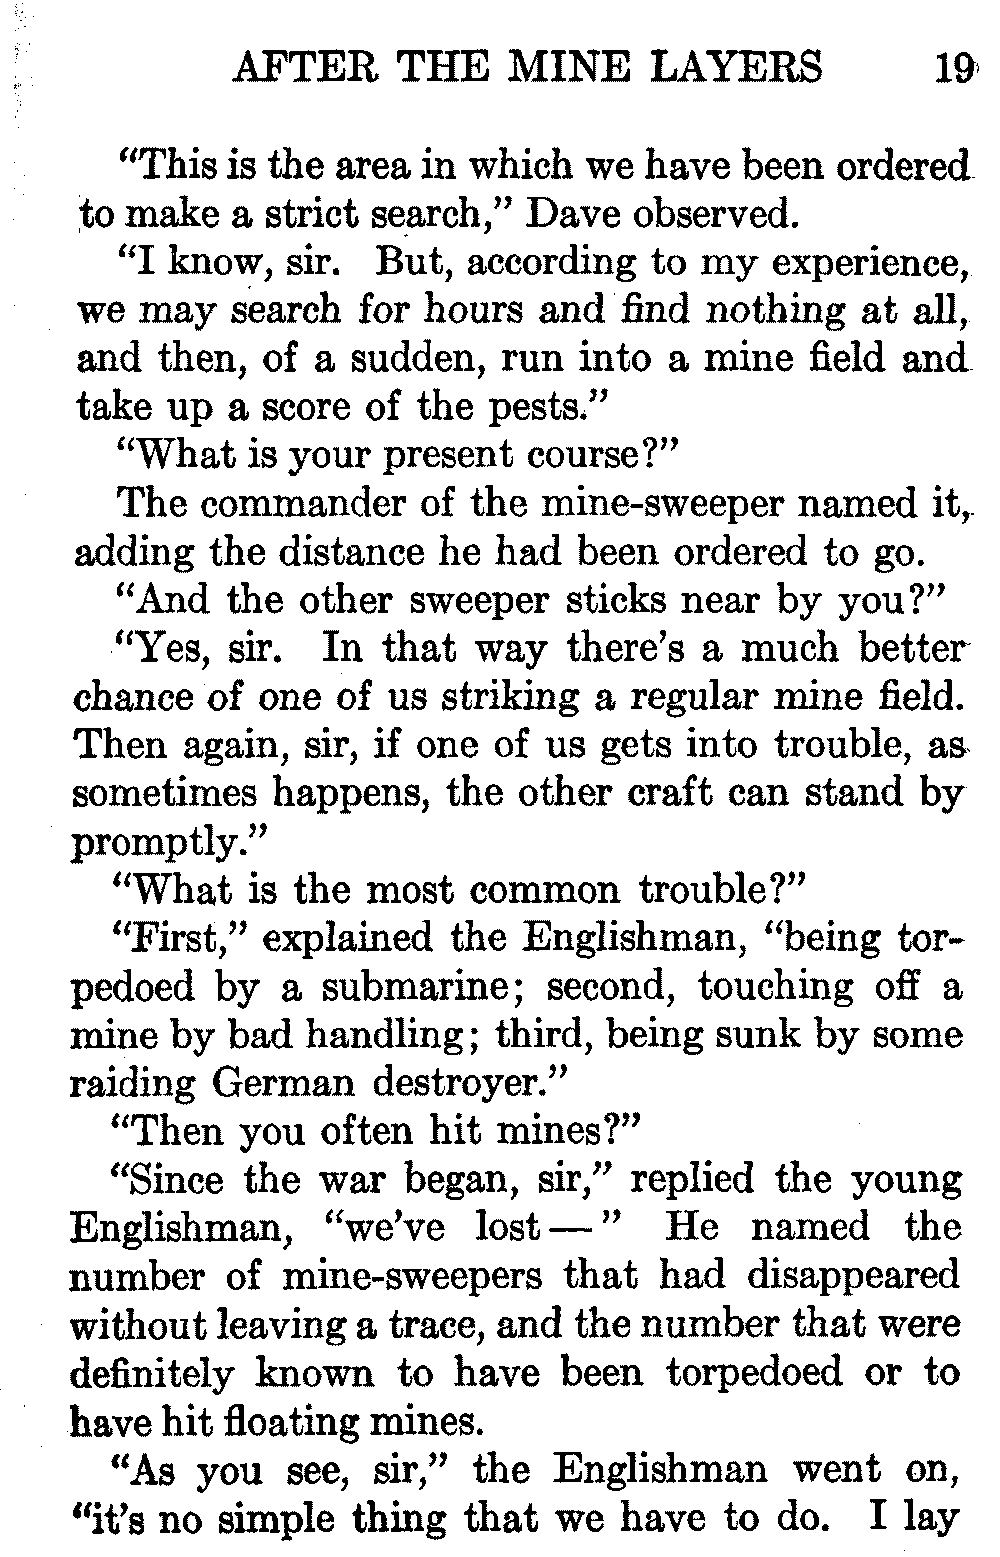 AFTER THE MINE LAYERS 19
“This is the area in which we have been ordered
to make a strict search,” Dave observed.
“I know, sir. But, according to my experience,
we may search for hours and find nothing at all,
and then, of a sudden, run into a mine field and
take up a score of the pests.”
“What is your present course?”
The commander of the mine-sweeper named it,
adding the distance he had been ordered to go.
“And the other sweeper sticks near by you?”
“Yes, sir. In that way there's a much better
chance of one of us striking a regular mine field.
Then again, sir, if one of us gets into trouble, as
sometimes happens, the other craft can stand by
promptly.”
“What is the most common trouble?”
“First,” explained the Englishman, “being tor-
pedoed by a submarine; second, touching off a
mine by bad handling; third, being sunk by some
raiding German destroyer.”
“Then you often hit mines?”
“Since the war began, sir,” replied the young
Englishman, “we've lost — ” He named the
number of mine-sweepers that had disappeared
without leaving a trace, and the number that were
definitely known to have been torpedoed or to
have hit floating mines.
“As you see, sir,” the Englishman went on,
“it's no simple thing that we have to do. I lay